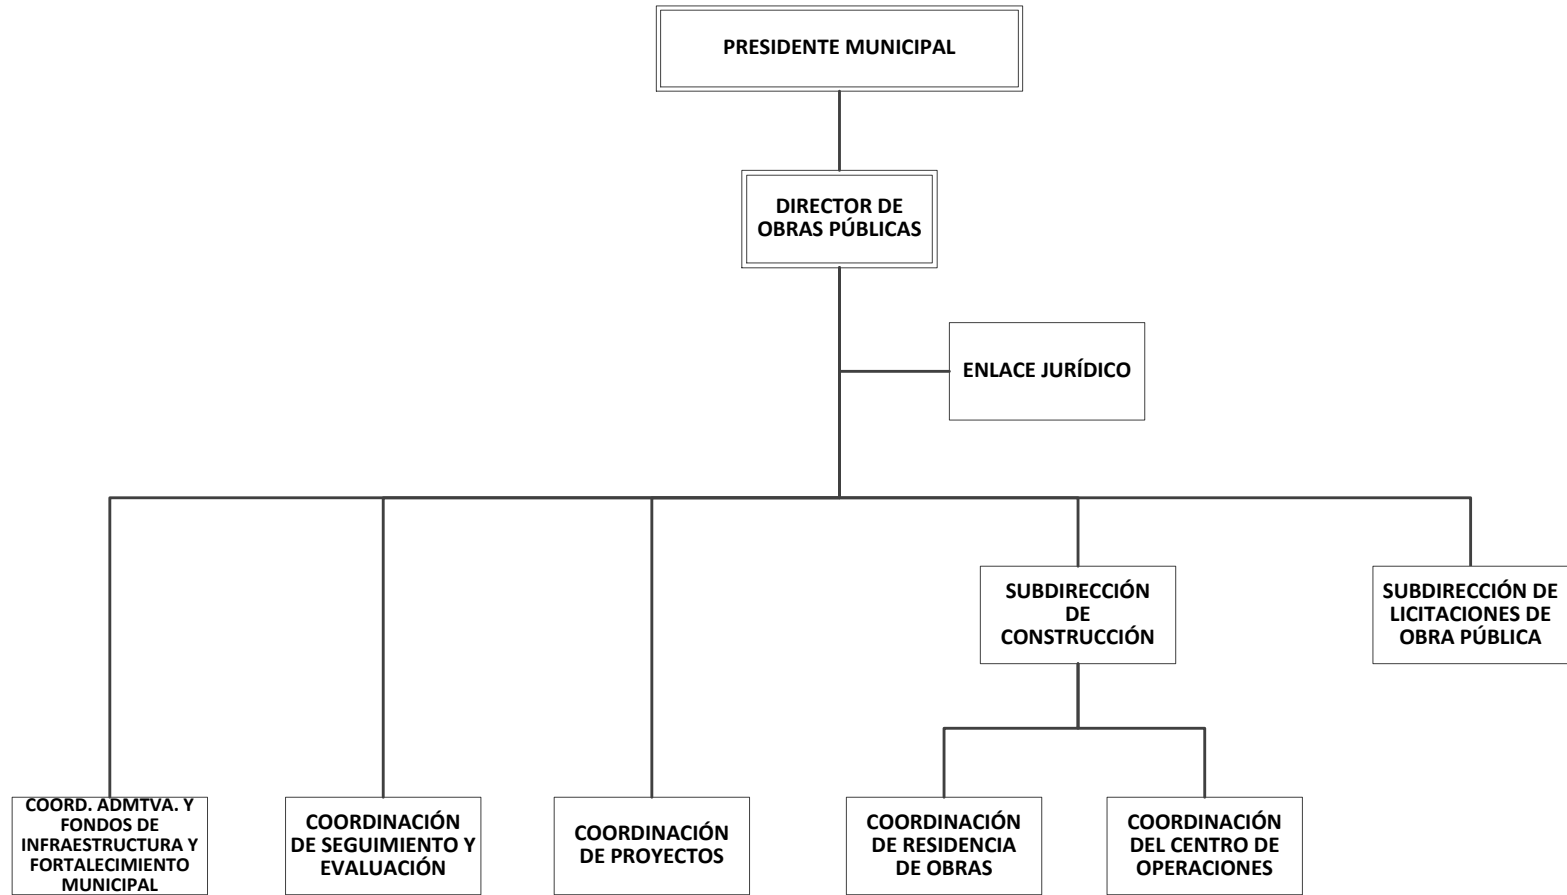 PRESIDENTE MUNICIPAL
DIRECTOR DE
OBRAS PÚBLICAS
ENLACE JURÍDICO
SUBDIRECCIÓN
DE
CONSTRUCCIÓN
SUBDIRECCIÓN DE
LICITACIONES DE
OBRA PÚBLICA
COORD. ADMTVA. Y
FONDOS DE
INFRAESTRUCTURA Y
FORTALECIMIENTO
MUNICIPAL
COORDINACIÓN
DE SEGUIMIENTO Y
EVALUACIÓN
COORDINACIÓN
DE PROYECTOS
COORDINACIÓN
DE RESIDENCIA
DE OBRAS
COORDINACIÓN
DEL CENTRO DE
OPERACIONES